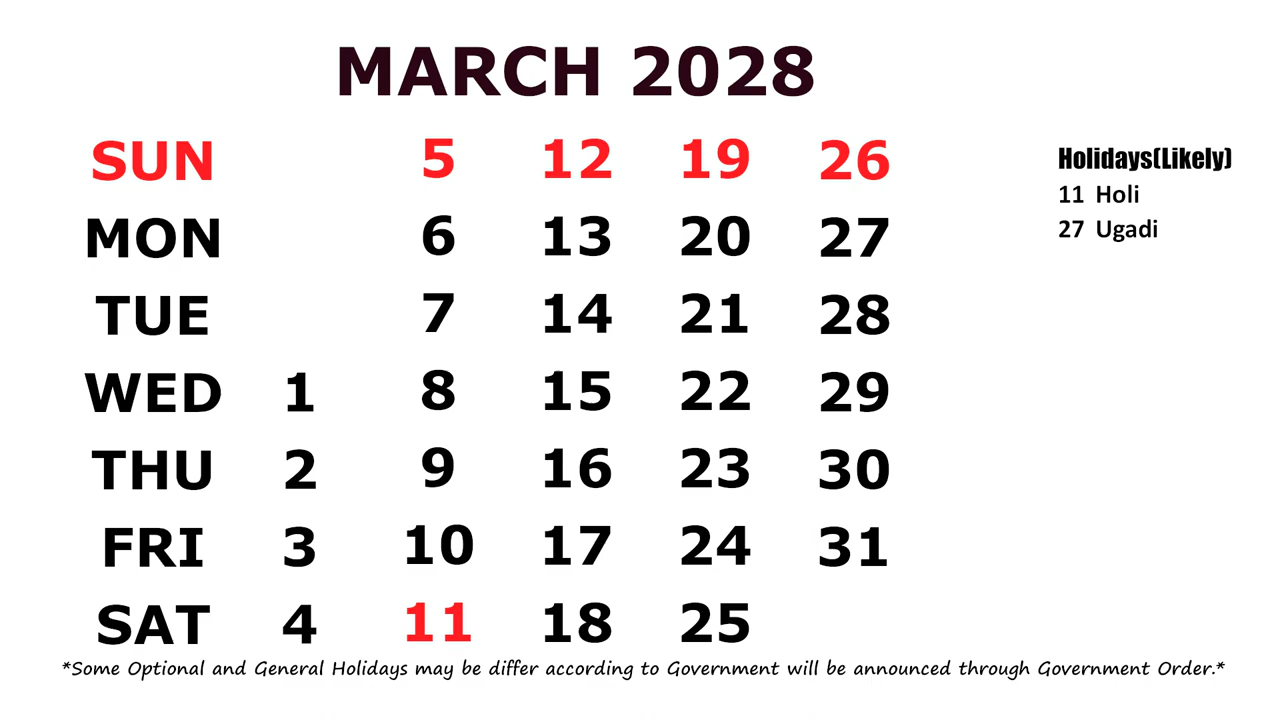 MARCH 2028
SUN 5 12 19 26
MON 6 13 20 27
TUE 7 14 21 28
WED 1 8 15 22 29
THU 2 9 16 23 30
FRI 3 10 17 24 31
SAT 4 11 18 25
Holidays(Likely)
11 Holi
27 Ugadi
*Some Optional and General Holidays may be differ according to Government will be announced through Government Order.*